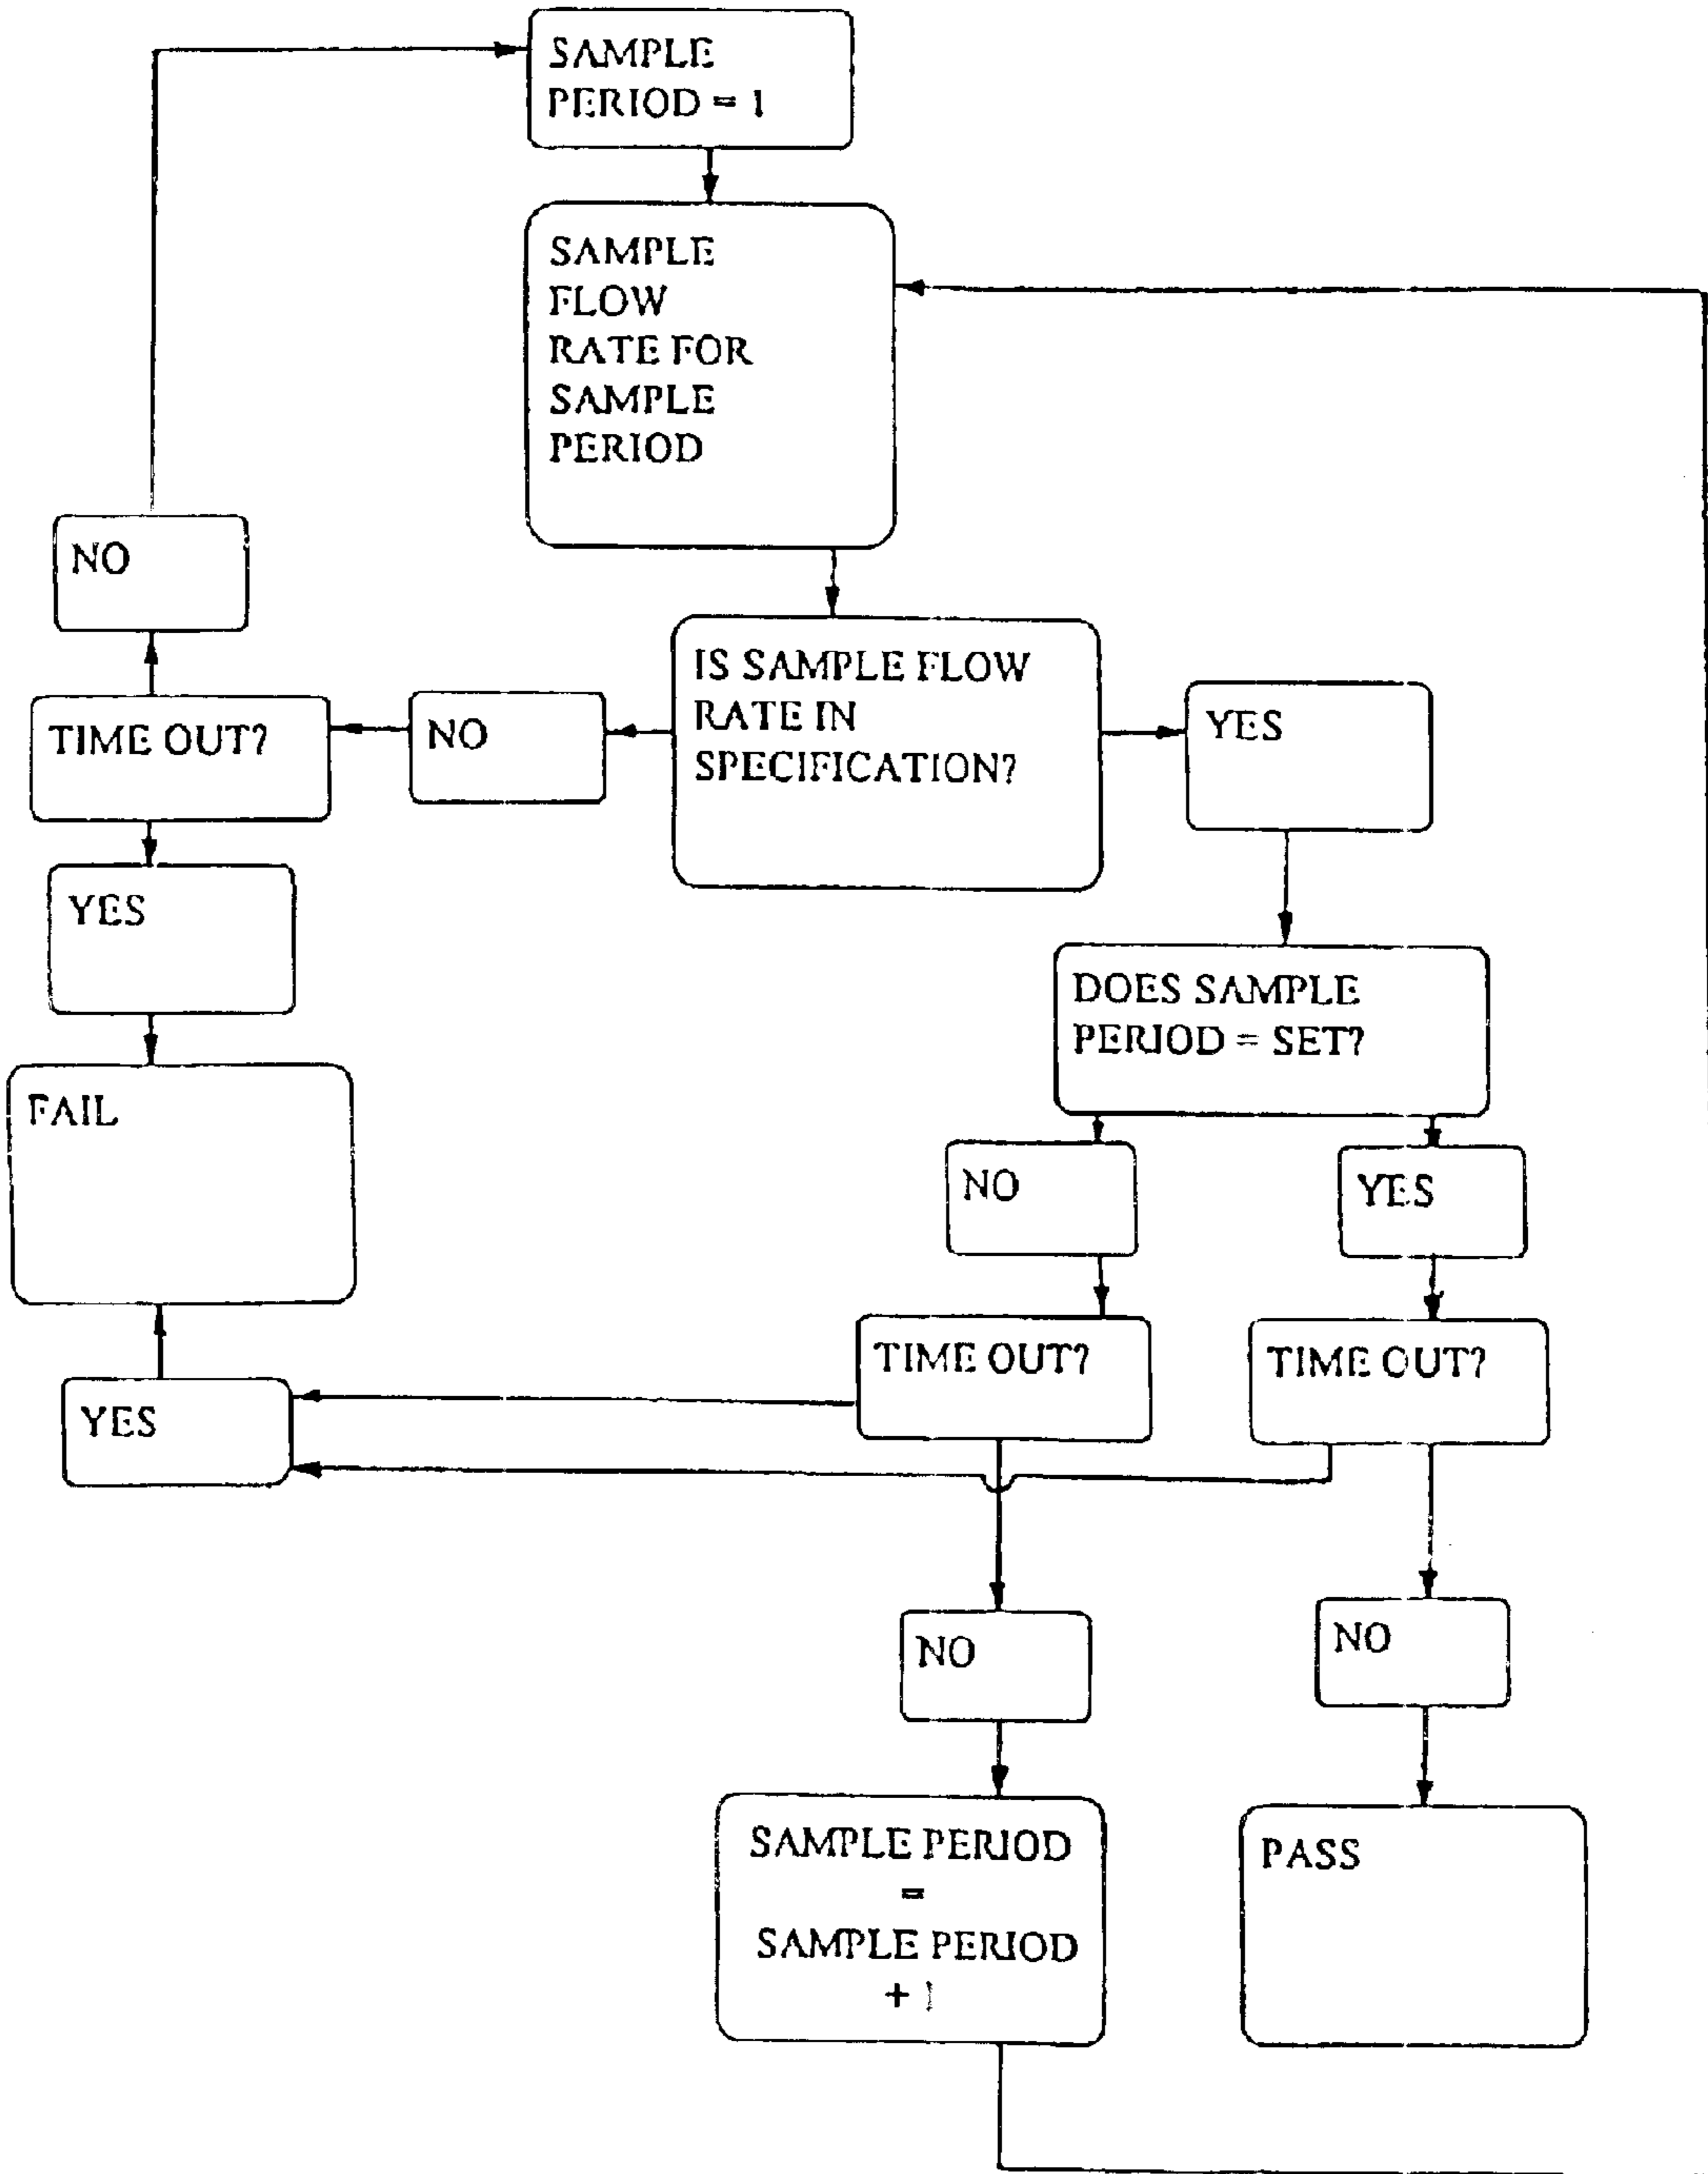 SAMPLE
PERIOD = 1
SAMPLE
FLOW
RATE FOR
SAMPLE
PERIOD
NO
IS SAMPLE FLOW
RATE IN
SPECIFICATION?
YES
NO
TIME OUT?
YES
DOES SAMPLE
PERIOD = SET?
FAIL
NO
YES
TIME OUT?
TIME OUT?
YES
NO
NO
SAMPLE PERIOD
=
SAMPLE PERIOD
+ 1
PASS